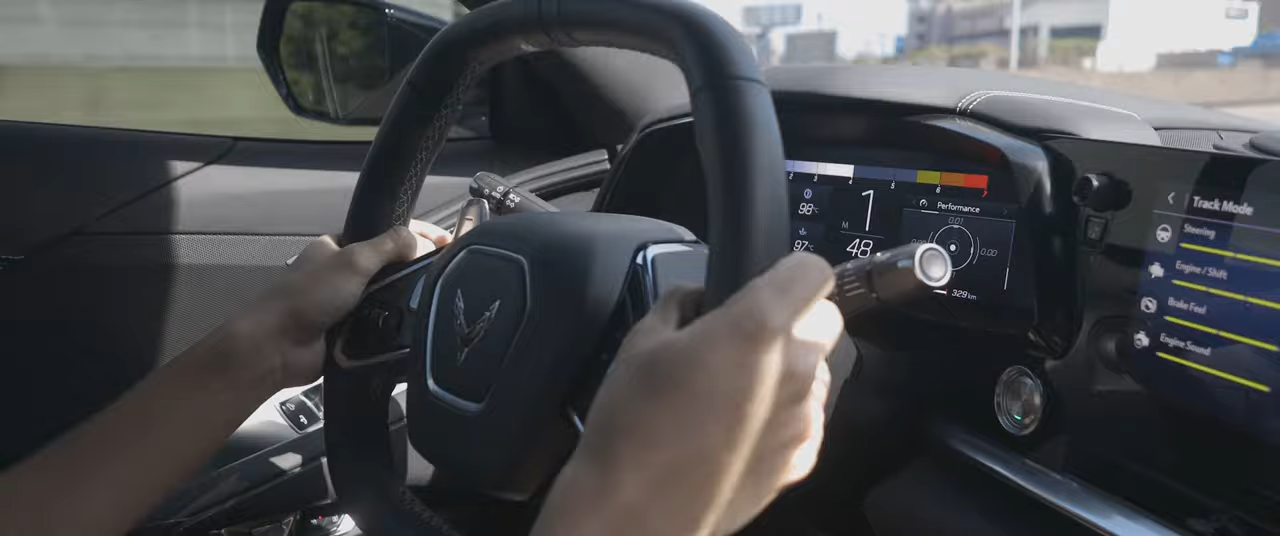 2 3 4 5 6 7
98°C
1
M
48
97°C
Performance
0.01
0.00
329 km
Track Mode
Steering
Engine / Shift
Brake Feel
Engine Sound